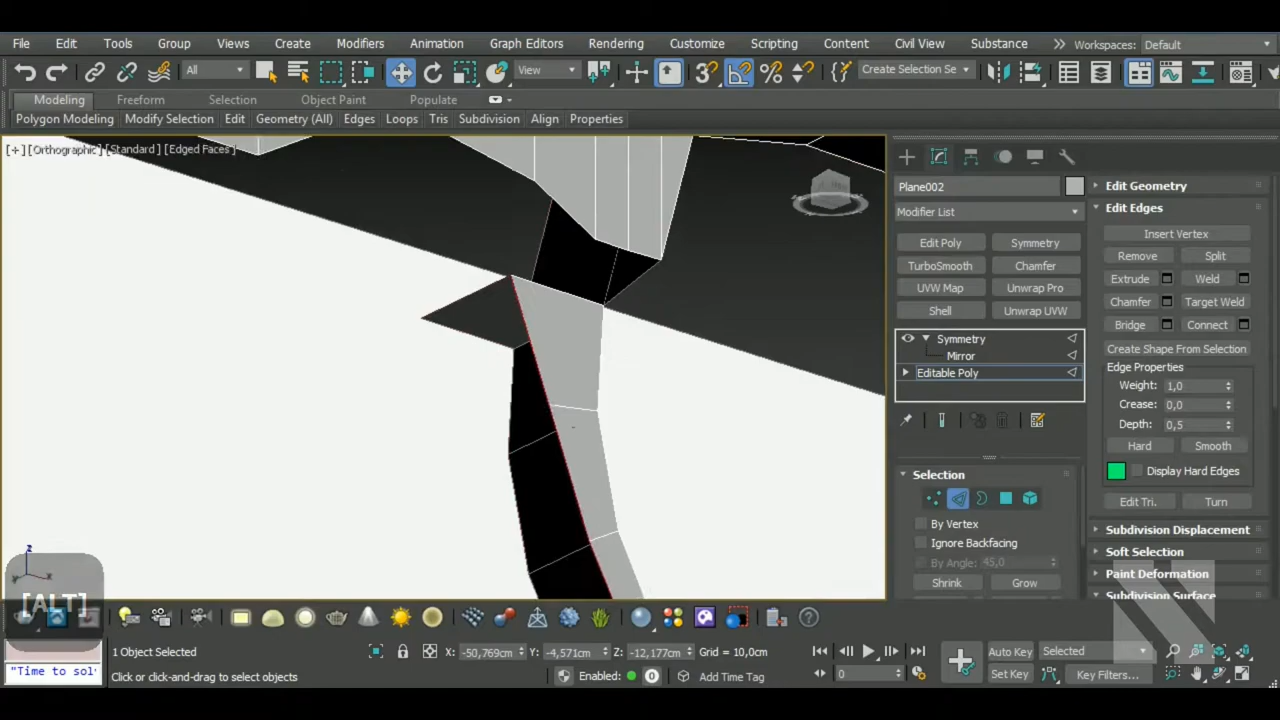 File Edit Tools Group Views Create Modifiers Animation Graph Editors Rendering Customize Scripting Content Civil View Substance Workspaces: Default
All View Create Selection Se
Modeling Freeform Selection Object Paint Populate
Polygon Modeling Modify Selection Edit Geometry (All) Edges Loops Tris Subdivision Align Properties
[+] [Orthographic] [Standard] [Edged Faces]
Plane002
Modifier List
Edit Poly Symmetry
TurboSmooth Chamfer
UVW Map Unwrap Pro
Shell Unwrap UVW
Symmetry
Mirror
Editable Poly
Selection
By Vertex
Ignore Backfacing
By Angle: 45,0
Shrink Grow
Edit Geometry
Edit Edges
Insert Vertex
Remove Split
Extrude Weld
Chamfer Target Weld
Bridge Connect
Create Shape From Selection
Edge Properties
Weight: 1,0
Crease: 0,0
Depth: 0,5
Hard Smooth
Display Hard Edges
Edit Tri. Turn
Subdivision Displacement
Soft Selection
Paint Deformation
Subdivision Surface
z
x
[ALT]
"Time to sol
1 Object Selected
Click or click-and-drag to select objects
X: -50,769cm Y: -4,571cm Z: -12,177cm Grid = 10,0cm
Enabled: 0 Add Time Tag
0
Auto Key Selected
Set Key Key Filters...